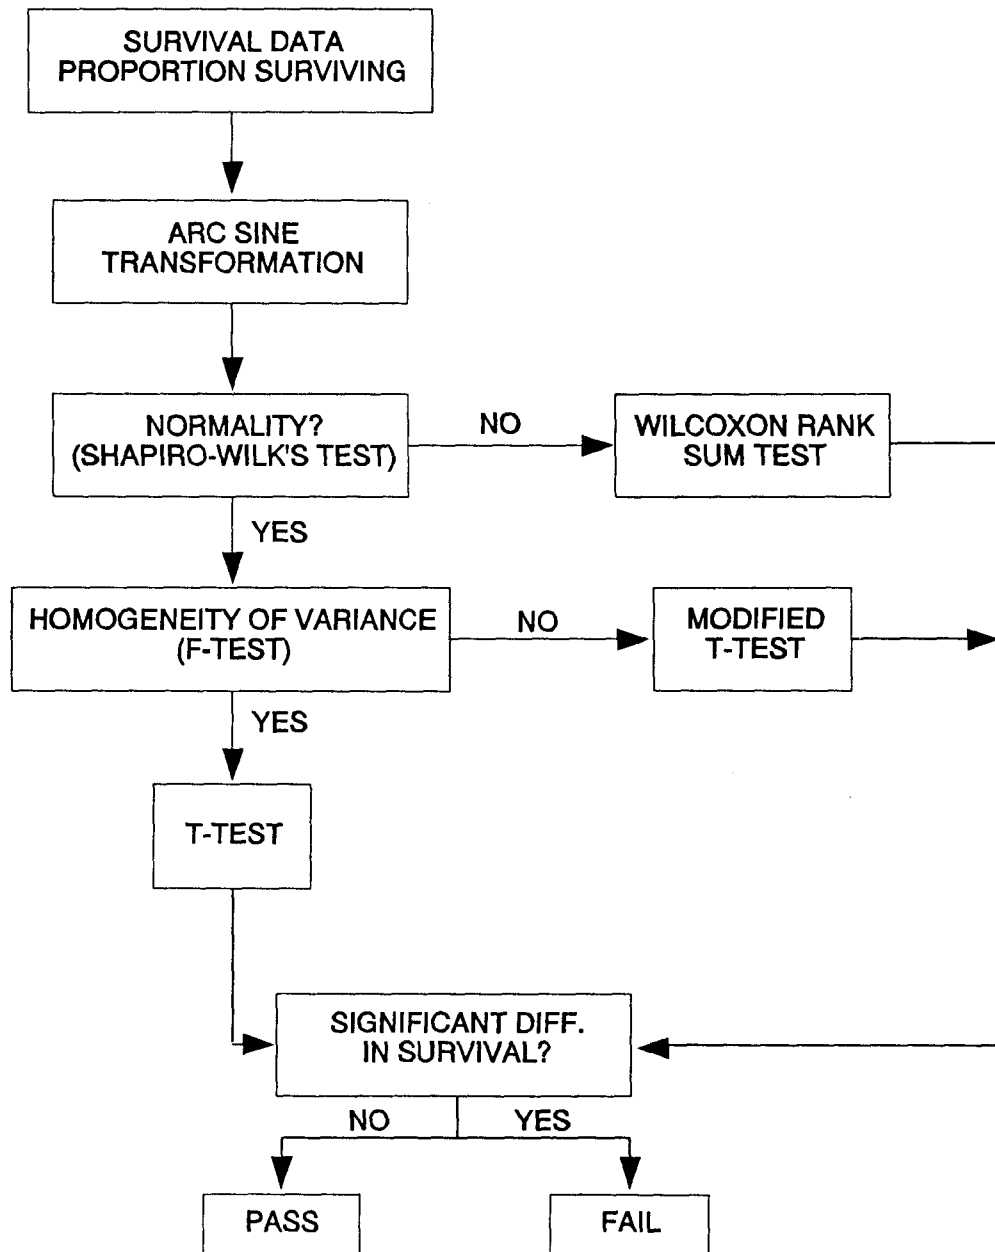 SURVIVAL DATA
PROPORTION SURVIVING
ARC SINE
TRANSFORMATION
NORMALITY?
(SHAPIRO-WILK'S TEST)
NO
WILCOXON RANK
SUM TEST
YES
HOMOGENEITY OF VARIANCE
(F-TEST)
NO
MODIFIED
T-TEST
YES
T-TEST
SIGNIFICANT DIFF.
IN SURVIVAL?
NO
YES
PASS
FAIL